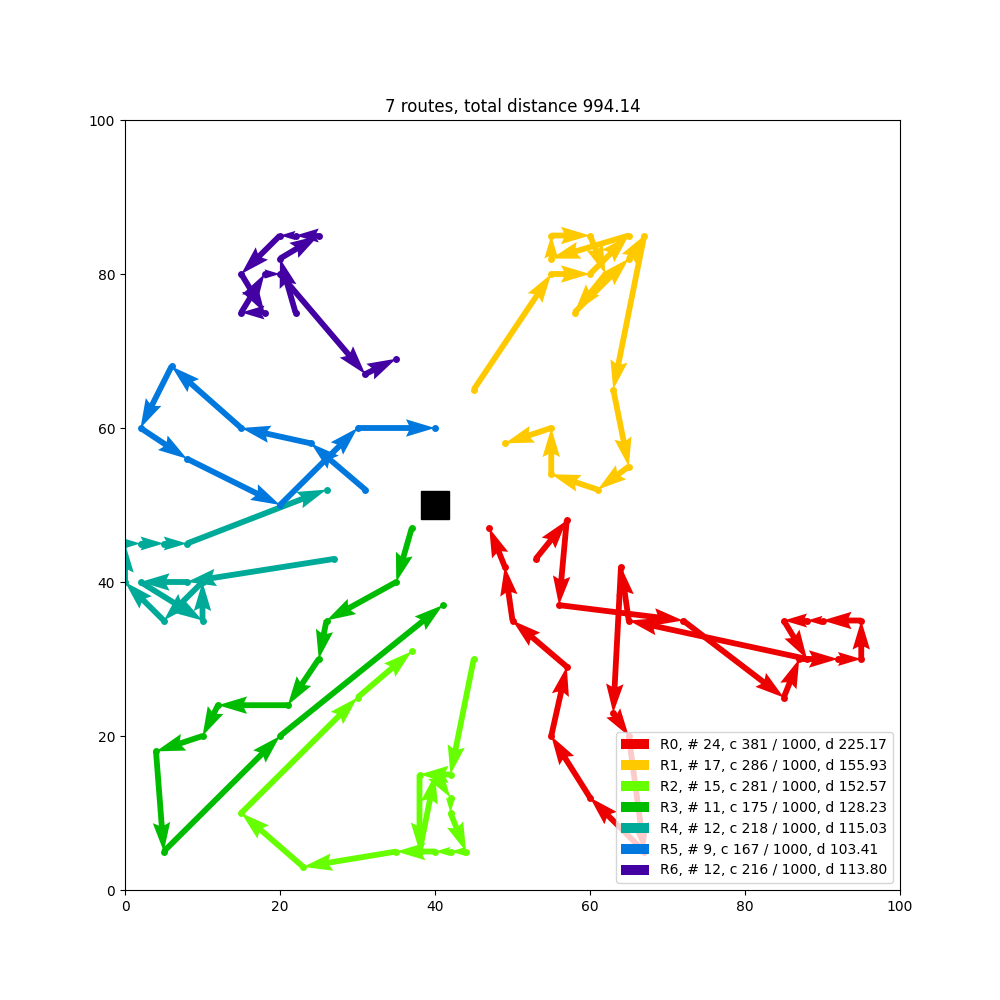 7 routes, total distance 994.14
100
80
60
40
20
0
0 20 40 60 80 100
R0, # 24, c 381 / 1000, d 225.17
R1, # 17, c 286 / 1000, d 155.93
R2, # 15, c 281 / 1000, d 152.57
R3, # 11, c 175 / 1000, d 128.23
R4, # 12, c 218 / 1000, d 115.03
R5, # 9, c 167 / 1000, d 103.41
R6, # 12, c 216 / 1000, d 113.80